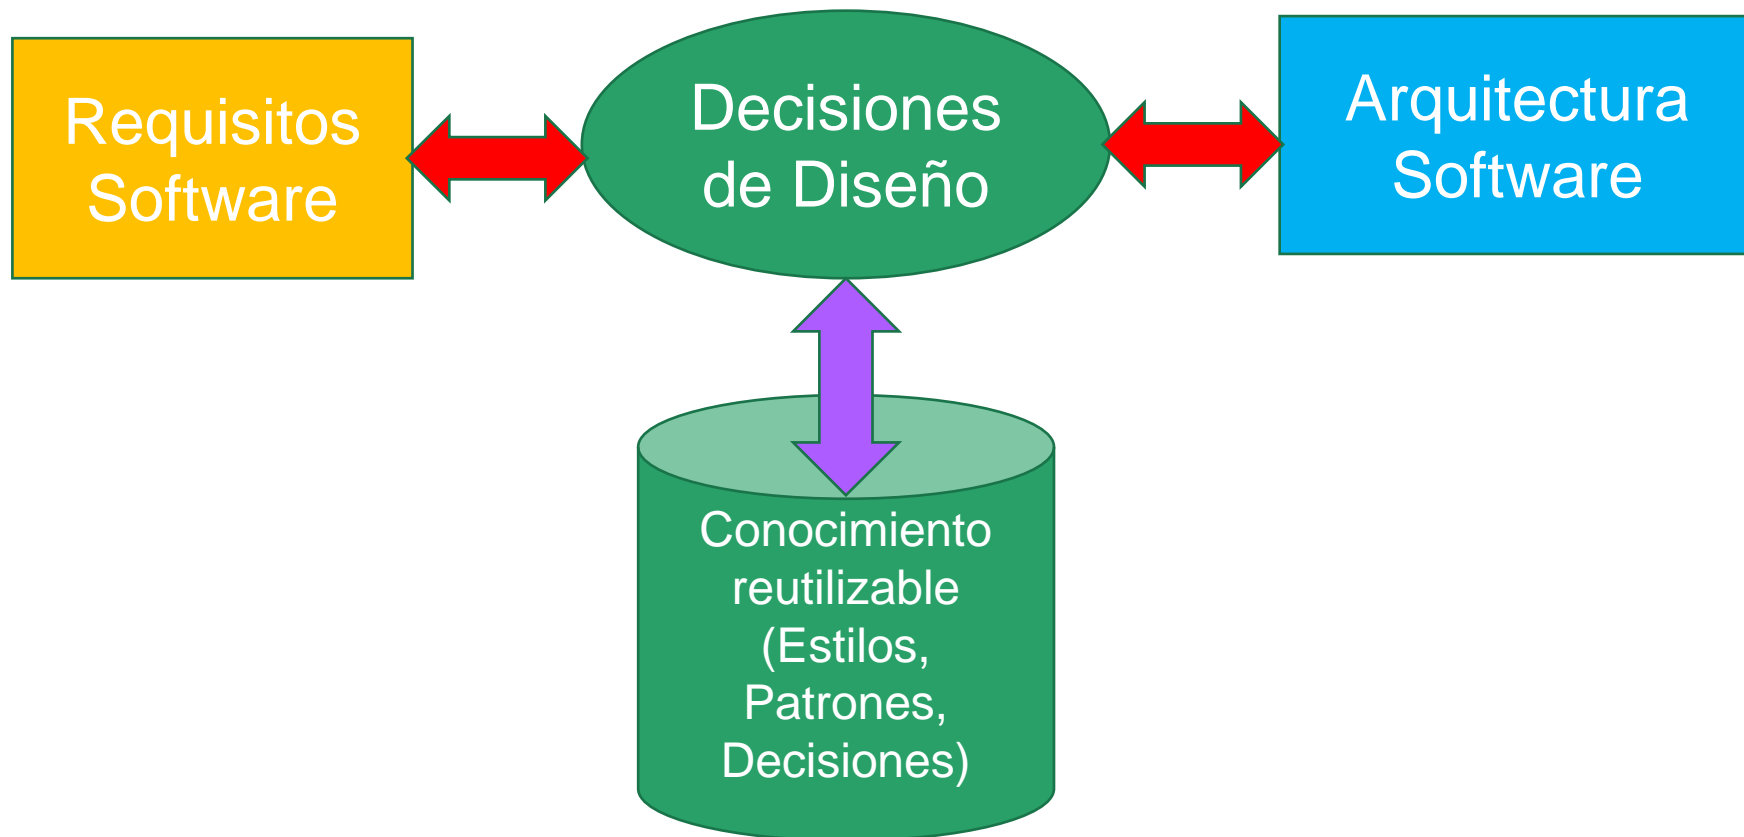 Requisitos
Software
Decisiones
de Diseño
Arquitectura
Software
Conocimiento
reutilizable
(Estilos,
Patrones,
Decisiones)